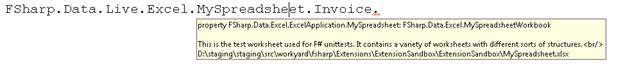 FSharp.Data.Live.Excel.MySpreadsheet.Invoice.
property FSharp.Data.Excel.ExcelApplication.MySpreadsheet: FSharp.Data.Excel.MySpreadsheetWorkbook
This is the test worksheet used for F# unittests. It contains a variety of worksheets with different sorts of structures.<br/>
D:\staging\staging\src\workyard\fsharp\Extensions\ExtensionSandbox\ExtensionSandbox\Excel\MySpreadsheet.xlsx